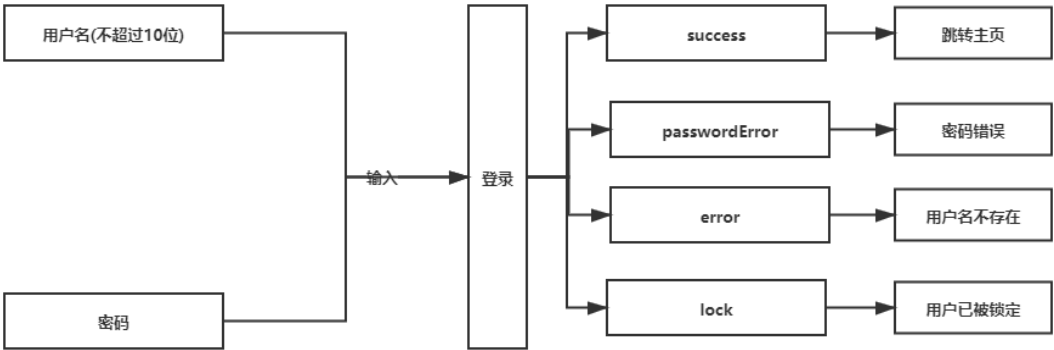 用户名(不超过10位)
密码
输入
登录
success
跳转主页
passwordError
密码错误
error
用户名不存在
lock
用户已被锁定